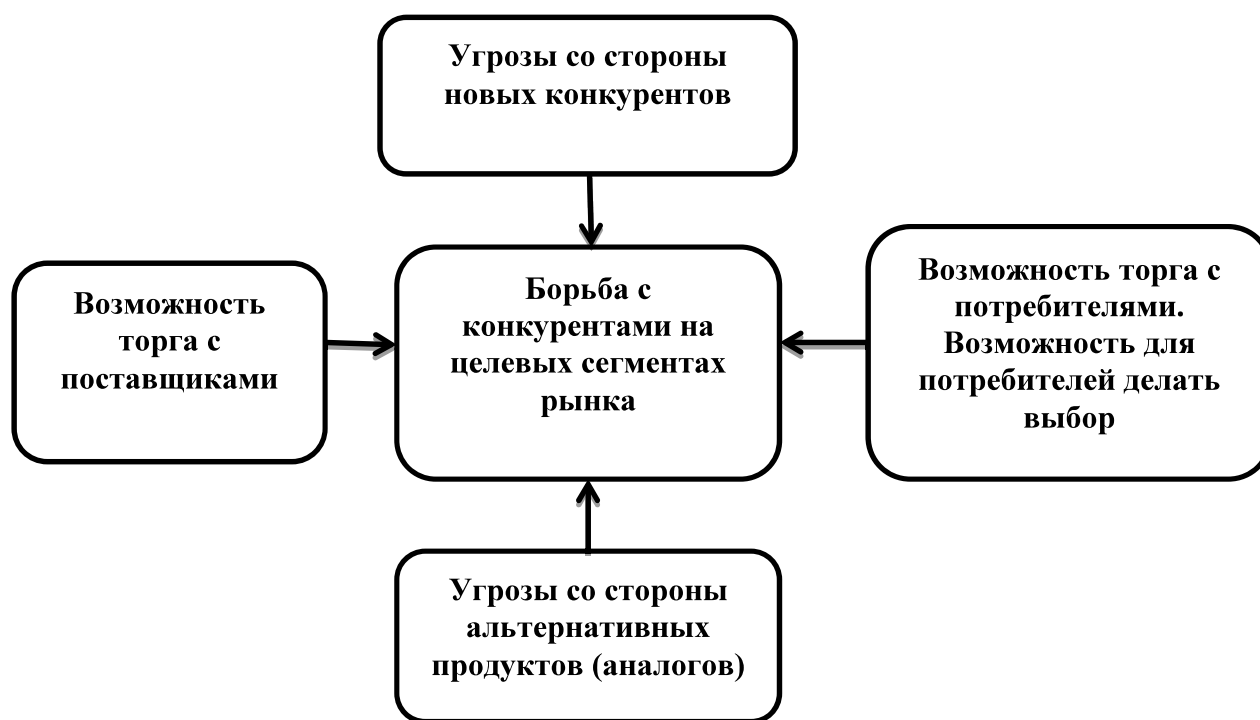 Угрозы со стороны
новых конкурентов
Возможность
торга с
поставщиками
Борьба с
конкурентами на
целевых сегментах
рынка
Возможность торга с
потребителями.
Возможность для
потребителей делать
выбор
Угрозы со стороны
альтернативных
продуктов (аналогов)